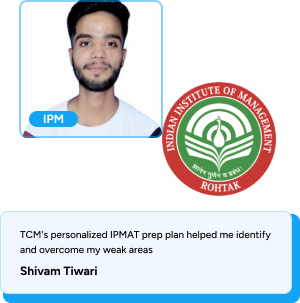 IPM
INDIAN INSTITUTE OF MANAGEMENT
ROHTAK
TCM's personalized IPMAT prep plan helped me identify
and overcome my weak areas
Shivam Tiwari